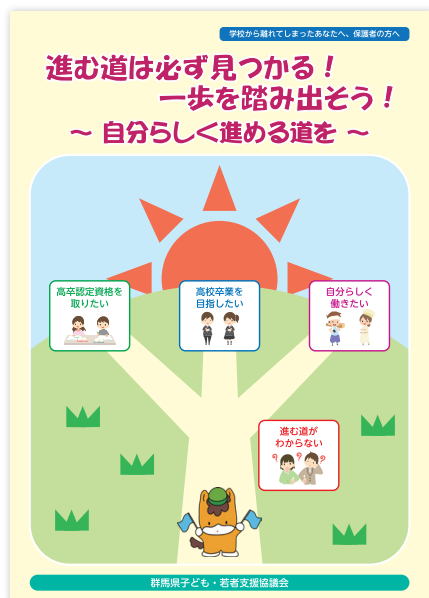 学校から離れてしまったあなたへ、保護者の方へ
進む道は必ず見つかる！
一歩を踏み出そう！
～ 自分らしく進める道を ～
高卒認定資格を
取りたい
高校卒業を
目指したい
自分らしく
働きたい
進む道が
わからない
群馬県子ども・若者支援協議会